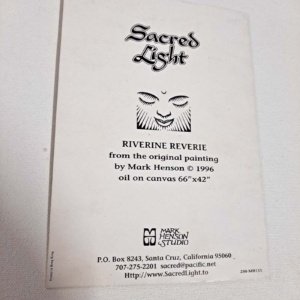 Sacred
Light
RIVERINE REVERIE
from the original painting
by Mark Henson © 1996
oil on canvas 66"x42"
MARK
HENSON
STUDIO
P.O. Box 8243, Santa Cruz, California 95060
707-275-2201 sacred@pacific.net
Http://www.SacredLight.to